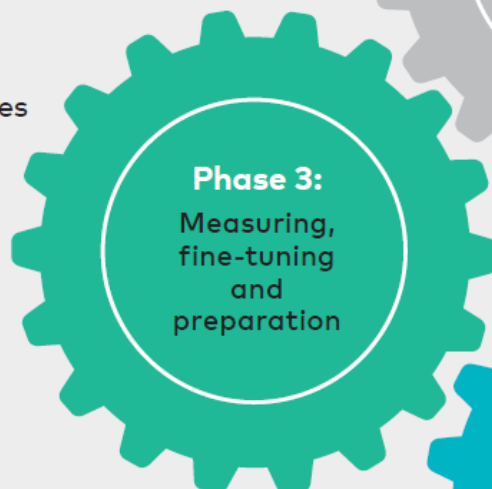 es
Phase 3:
Measuring,
fine-tuning
and
preparation